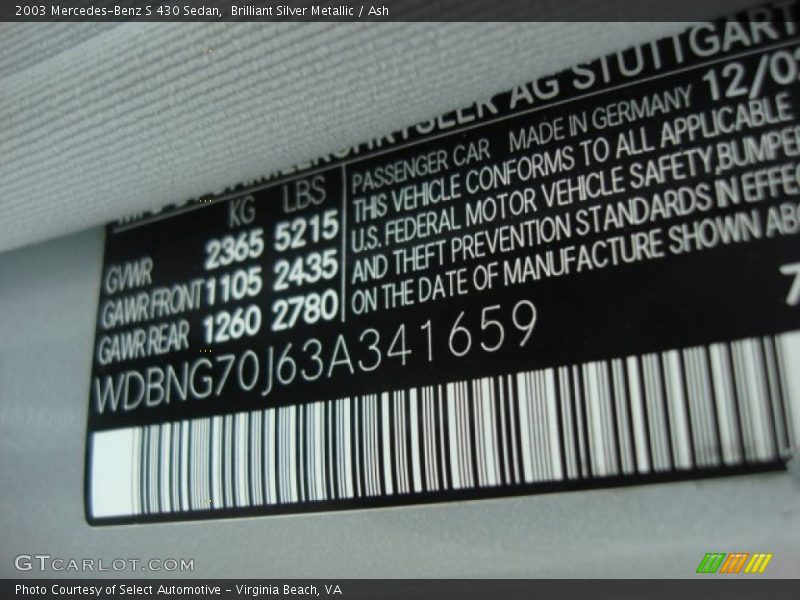 2003 Mercedes-Benz S 430 Sedan, Brilliant Silver Metallic / Ash
AG STUTTGART
KG LBS
GVWR 2365 5215
GAWR FRONT 1105 2435
GAWR REAR 1260 2780
PASSENGER CAR MADE IN GERMANY 12/0
THIS VEHICLE CONFORMS TO ALL APPLICABLE
U.S. FEDERAL MOTOR VEHICLE SAFETY, BUMPER
AND THEFT PREVENTION STANDARDS IN EFFEC
ON THE DATE OF MANUFACTURE SHOWN AB
WDBNG70J63A341659
7
GTCARLOT.COM
Photo Courtesy of Select Automotive - Virginia Beach, VA